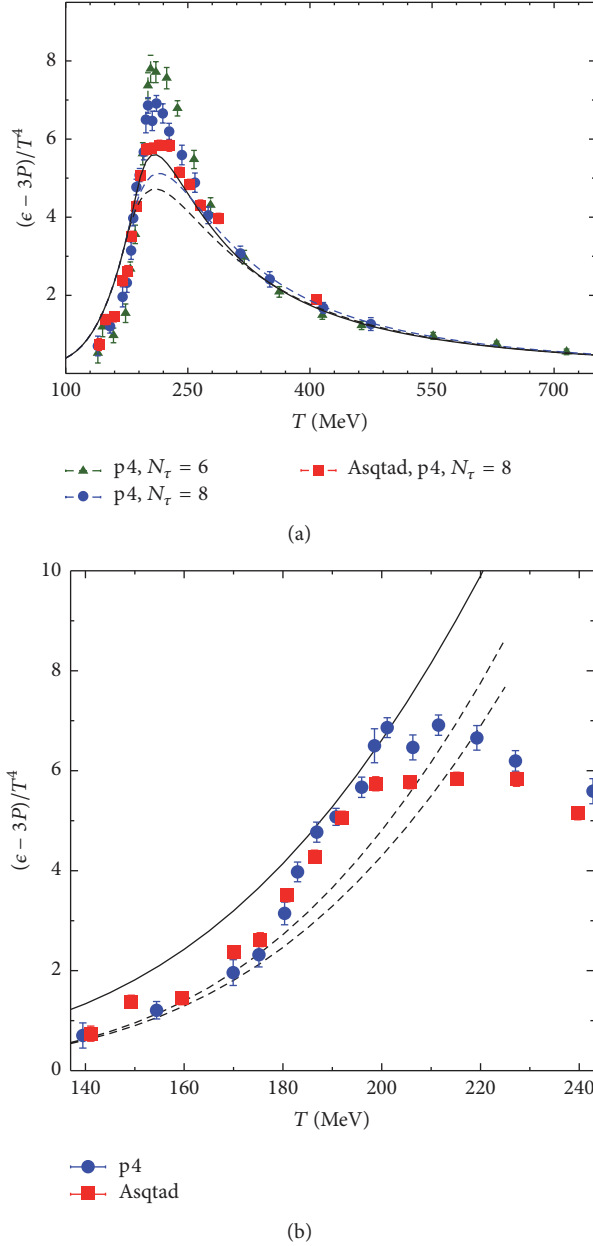 8
6
4
2
(ϵ − 3P)/T⁴
100 250 400 550 700
T (MeV)
p4, Nτ = 6
Asqtad, p4, Nτ = 8
p4, Nτ = 8
(a)
10
8
6
4
2
0
(ϵ − 3P)/T⁴
140 160 180 200 220 240
T (MeV)
p4
Asqtad
(b)